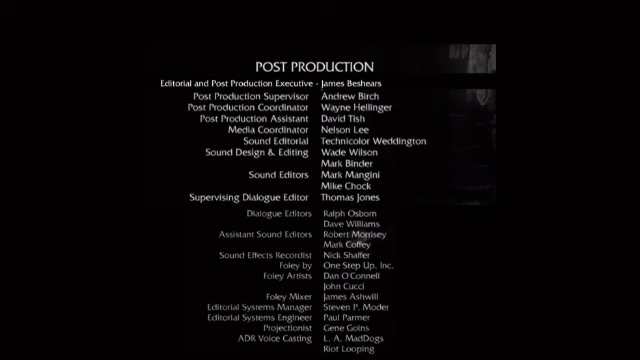 POST PRODUCTION
Editorial and Post Production Executive - James Beshears
Post Production Supervisor Andrew Birch
Post Production Coordinator Wayne Hellinger
Post Production Assistant David Tish
Media Coordinator Nelson Lee
Sound Editorial Technicolor Weddington
Sound Design & Editing Wade Wilson
Mark Binder
Sound Editors Mark Mangini
Mike Chock
Supervising Dialogue Editor Thomas Jones
Dialogue Editors Ralph Osborn
Dave Williams
Assistant Sound Editors Robert Morrisey
Mark Coffey
Sound Effects Recordist Nick Shaffer
Foley by One Step Up, Inc.
Foley Artists Dan O'Connell
John Cucci
Foley Mixer James Ashwill
Editorial Systems Manager Steven P. Moder
Editorial Systems Engineer Paul Parmer
Projectionist Gene Goins
ADR Voice Casting L. A. MadDogs
Riot Looping